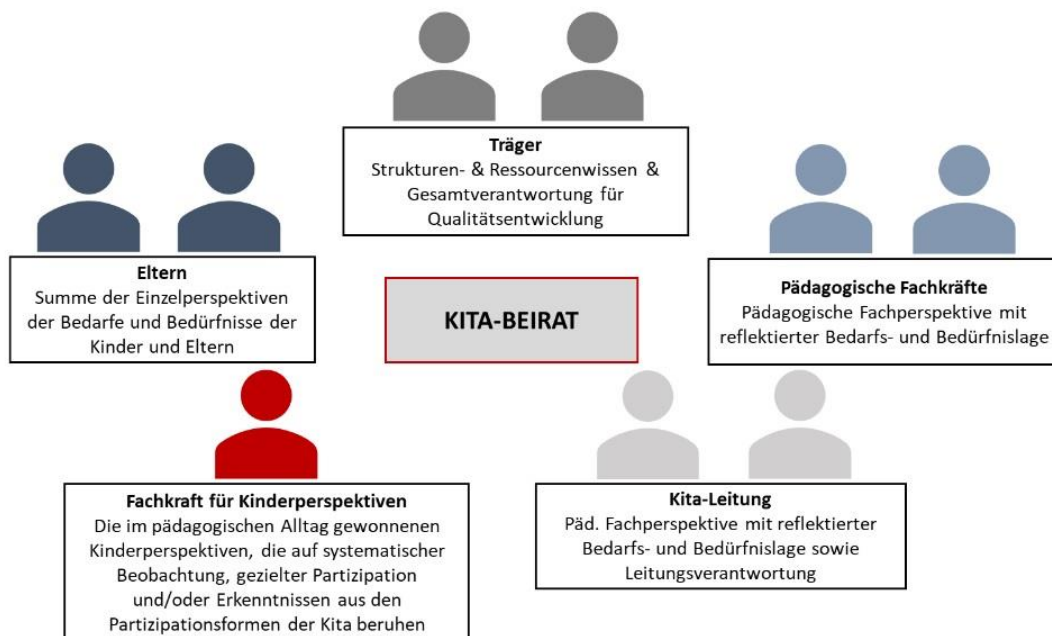 Träger
Strukturen- & Ressourcenwissen &
Gesamtverantwortung für
Qualitätsentwicklung
Eltern
Summe der Einzelperspektiven
der Bedarfe und Bedürfnisse der
Kinder und Eltern
KITA-BEIRAT
Pädagogische Fachkräfte
Pädagogische Fachperspektive mit
reflektierter Bedarfs- und Bedürfnislage
Fachkraft für Kinderperspektiven
Die im pädagogischen Alltag gewonnenen
Kinderperspektiven, die auf systematischer
Beobachtung, gezielter Partizipation
und/oder Erkenntnissen aus den
Partizipationsformen der Kita beruhen
Kita-Leitung
Päd. Fachperspektive mit reflektierter
Bedarfs- und Bedürfnislage sowie
Leitungsverantwortung